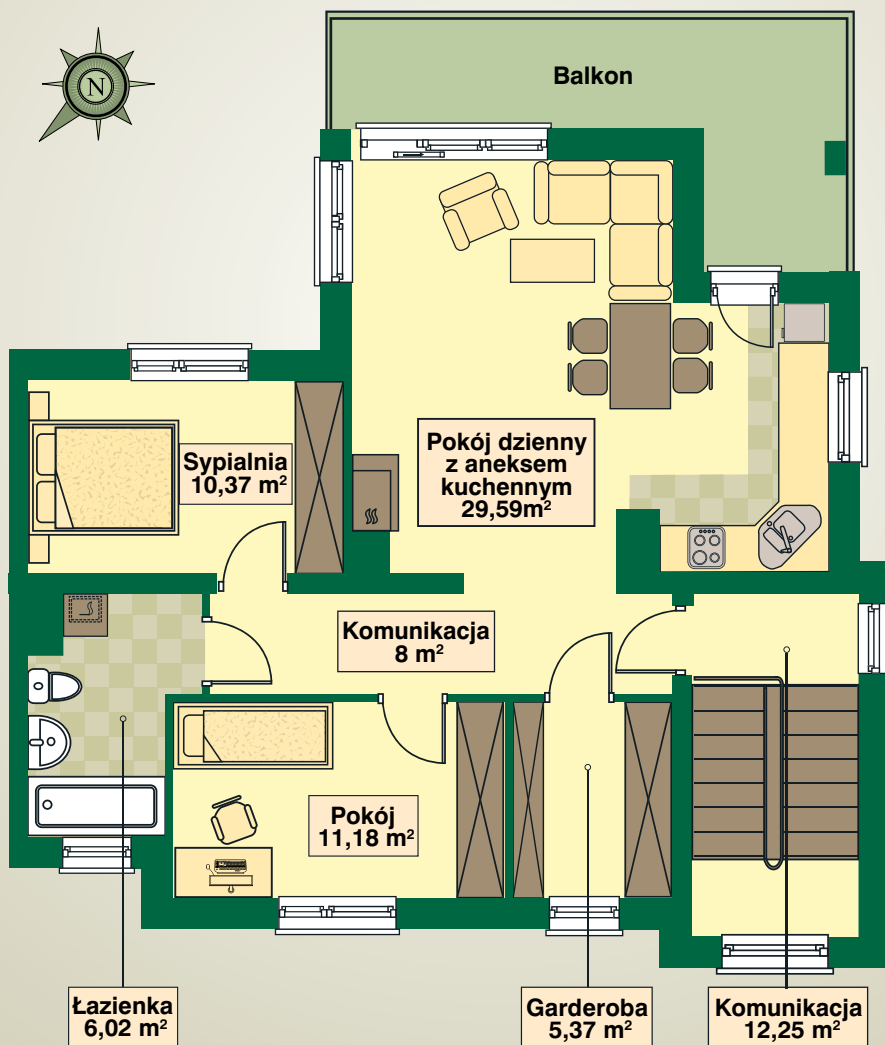 Balkon
N
Pokój dzienny
z aneksem
kuchennym
29,59m²
Sypialnia
10,37 m²
Komunikacja
8 m²
Pokój
11,18 m²
Łazienka
6,02 m²
Garderoba
5,37 m²
Komunikacja
12,25 m²